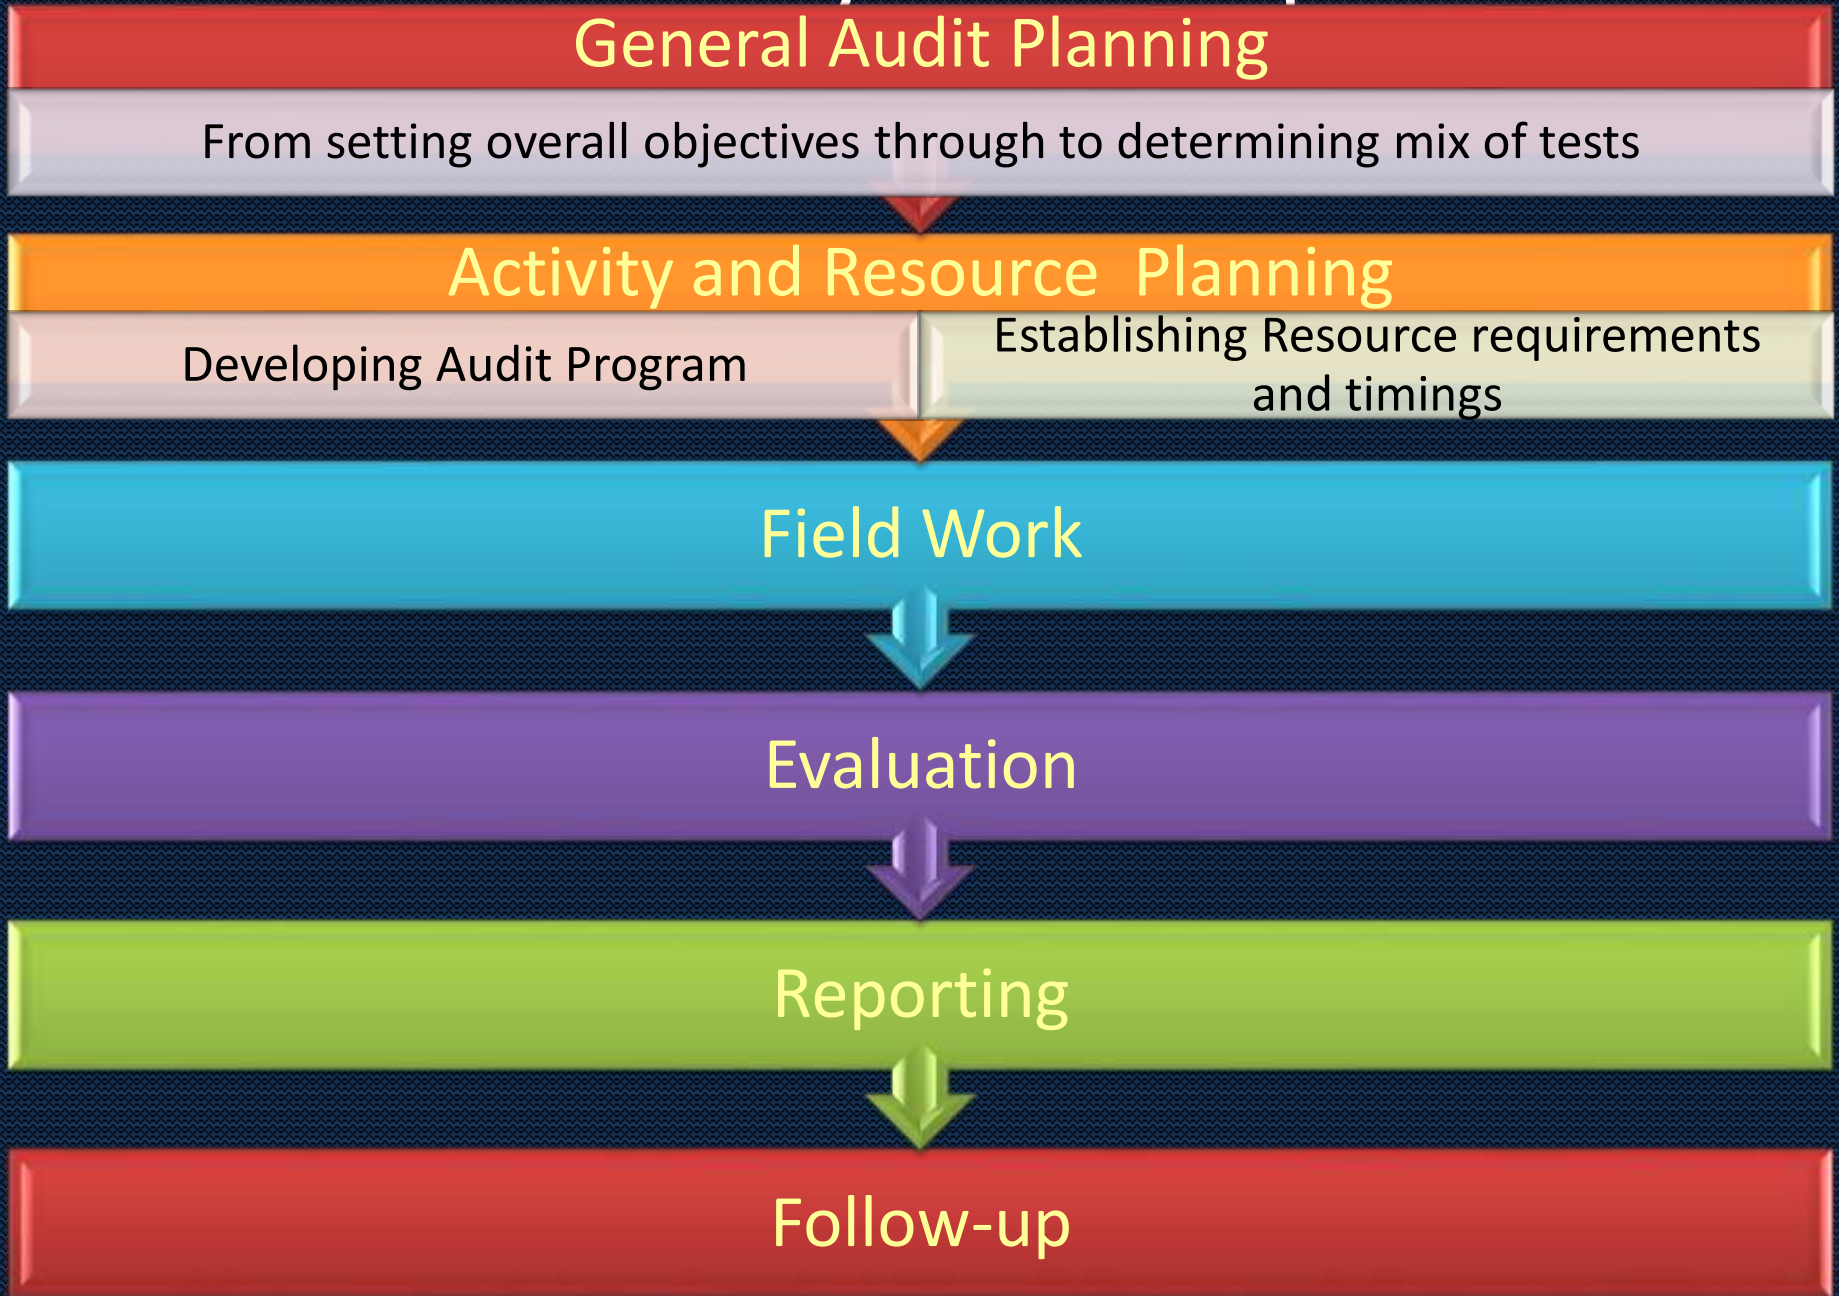 General Audit Planning
From setting overall objectives through to determining mix of tests
Activity and Resource  Planning
Developing Audit Program
Establishing Resource requirements
and timings
Field Work
Evaluation
Reporting
Follow-up